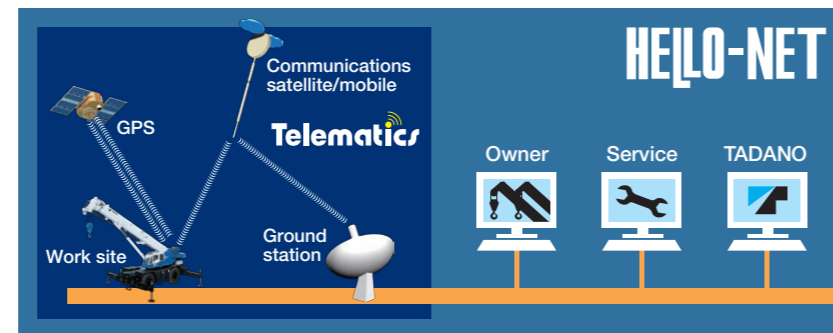 HELLO-NET
Communications
satellite/mobile
GPS
Telematics
Owner
Service
TADANO
Work site
Ground
station